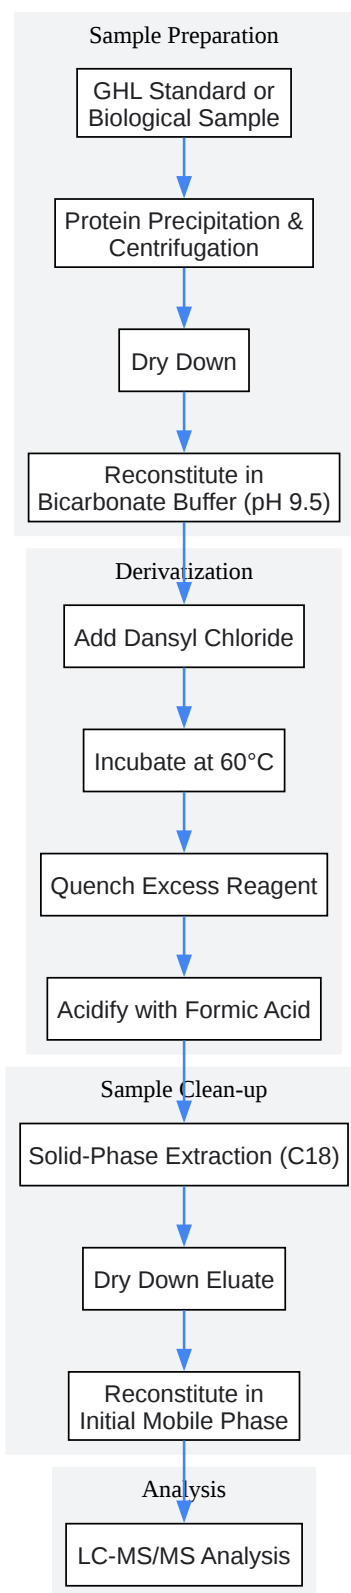 Sample Preparation
GHL Standard or
Biological Sample
Protein Precipitation &
Centrifugation
Dry Down
Reconstitute in
Bicarbonate Buffer (pH 9.5)
Derivatization
Add Dansyl Chloride
Incubate at 60°C
Quench Excess Reagent
Acidify with Formic Acid
Sample Clean-up
Solid-Phase Extraction (C18)
Dry Down Eluate
Reconstitute in
Initial Mobile Phase
Analysis
LC-MS/MS Analysis